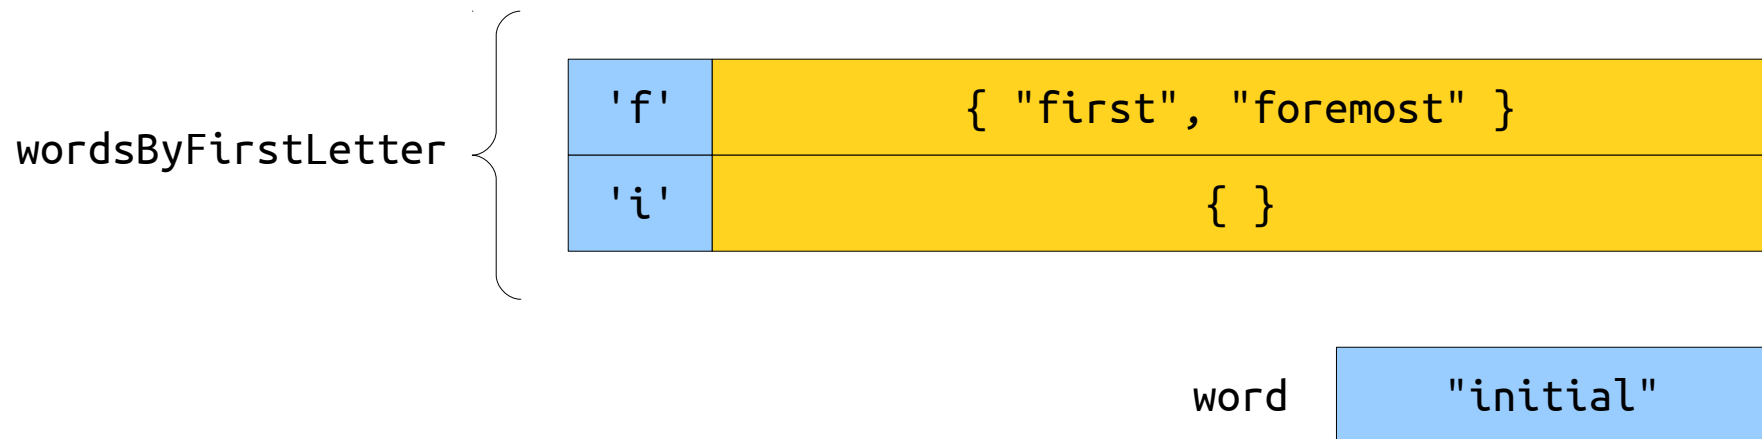 'f' { "first", "foremost" }
wordsByFirstLetter
'i' { }
word "initial"